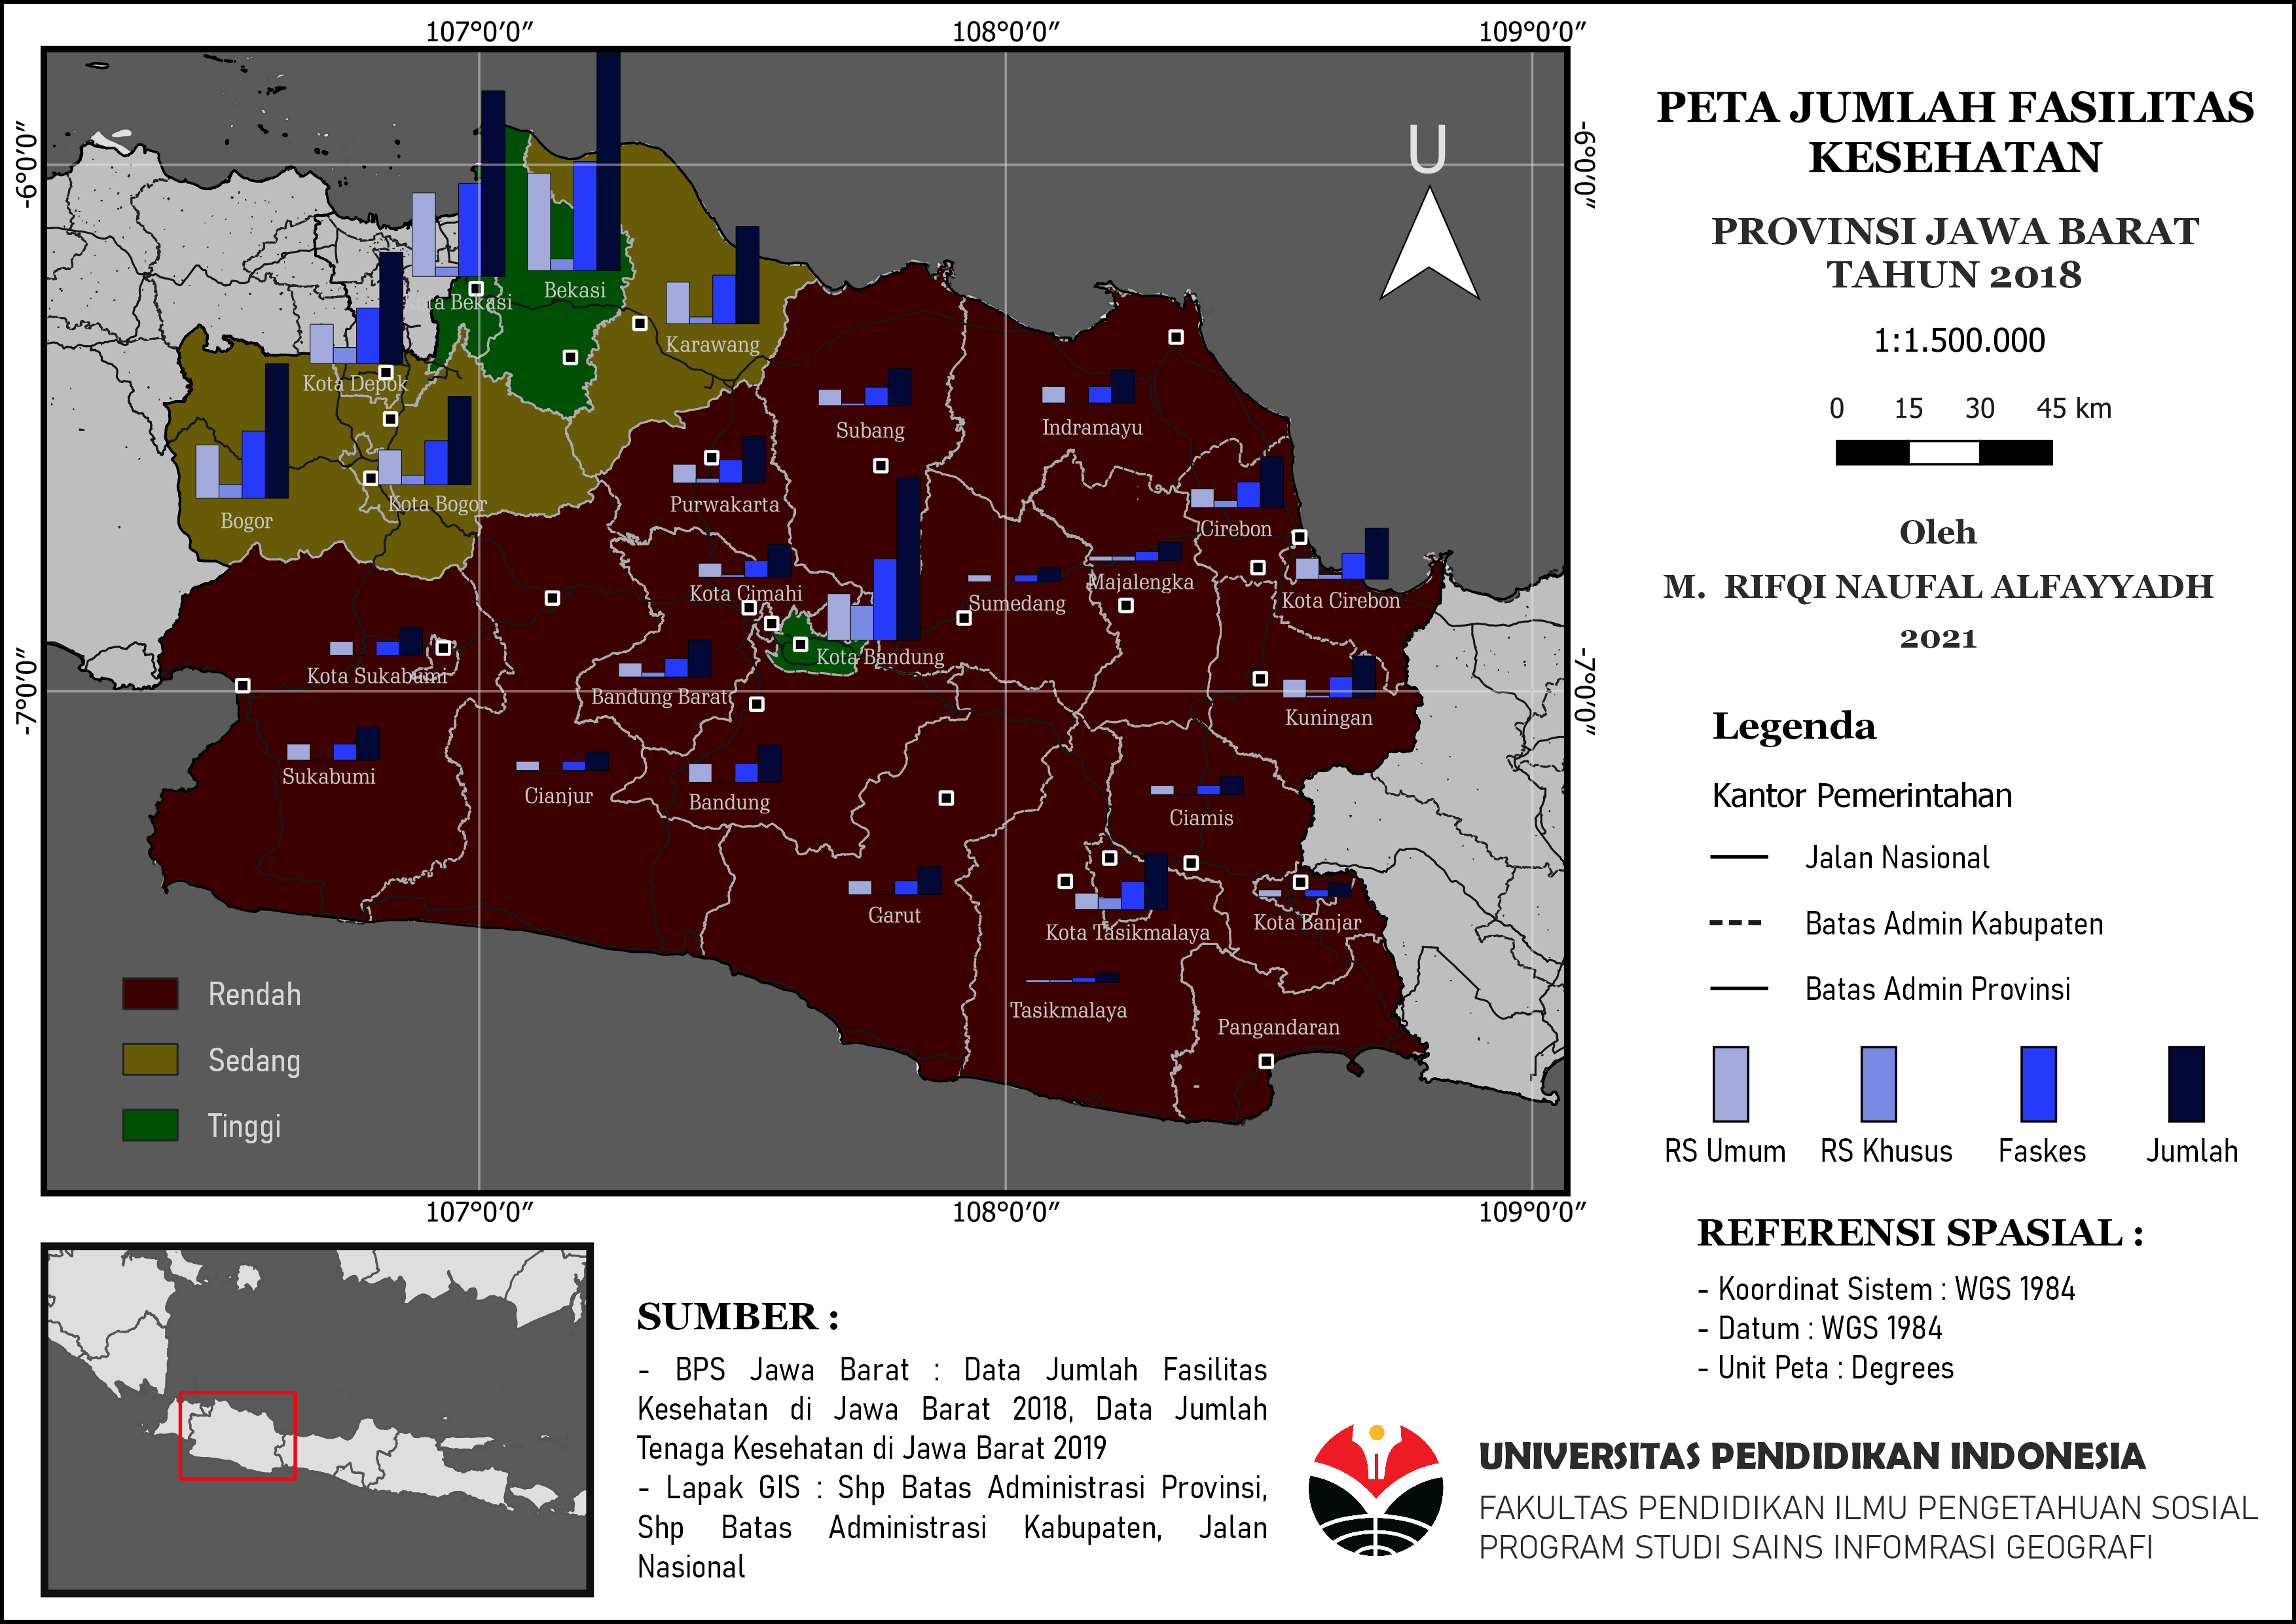 107°0′0″
108°0′0″
109°0′0″
-6°0′0″
-6°0′0″
-7°0′0″
-7°0′0″
U
Kota Bekasi
Bekasi
Karawang
Kota Depok
Subang
Indramayu
Bogor
Kota Bogor
Purwakarta
Cirebon
Kota Cimahi
Sumedang
Majalengka
Kota Cirebon
Kota Sukabumi
Bandung Barat
Kota Bandung
Kuningan
Sukabumi
Cianjur
Bandung
Ciamis
Garut
Kota Tasikmalaya
Kota Banjar
Tasikmalaya
Pangandaran
Rendah
Sedang
Tinggi
107°0′0″
108°0′0″
109°0′0″
PETA JUMLAH FASILITAS
KESEHATAN
PROVINSI JAWA BARAT
TAHUN 2018
1:1.500.000
0 15 30 45 km
Oleh
M. RIFQI NAUFAL ALFAYYADH
2021
Legenda
Kantor Pemerintahan
Jalan Nasional
Batas Admin Kabupaten
Batas Admin Provinsi
RS Umum RS Khusus Faskes Jumlah
REFERENSI SPASIAL :
- Koordinat Sistem : WGS 1984
- Datum : WGS 1984
- Unit Peta : Degrees
SUMBER :
- BPS Jawa Barat : Data Jumlah Fasilitas
Kesehatan di Jawa Barat 2018, Data Jumlah
Tenaga Kesehatan di Jawa Barat 2019
- Lapak GIS : Shp Batas Administrasi Provinsi,
Shp Batas Administrasi Kabupaten, Jalan
Nasional
UNIVERSITAS PENDIDIKAN INDONESIA
FAKULTAS PENDIDIKAN ILMU PENGETAHUAN SOSIAL
PROGRAM STUDI SAINS INFOMRASI GEOGRAFI